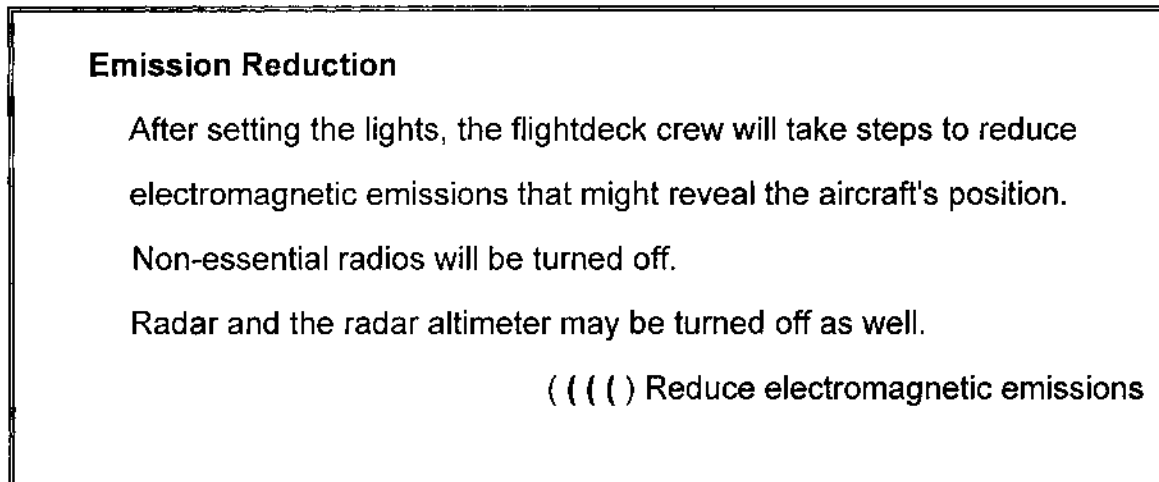 Emission Reduction
After setting the lights, the flightdeck crew will take steps to reduce
electromagnetic emissions that might reveal the aircraft's position.
Non-essential radios will be turned off.
Radar and the radar altimeter may be turned off as well.
( ( ( ( ) Reduce electromagnetic emissions